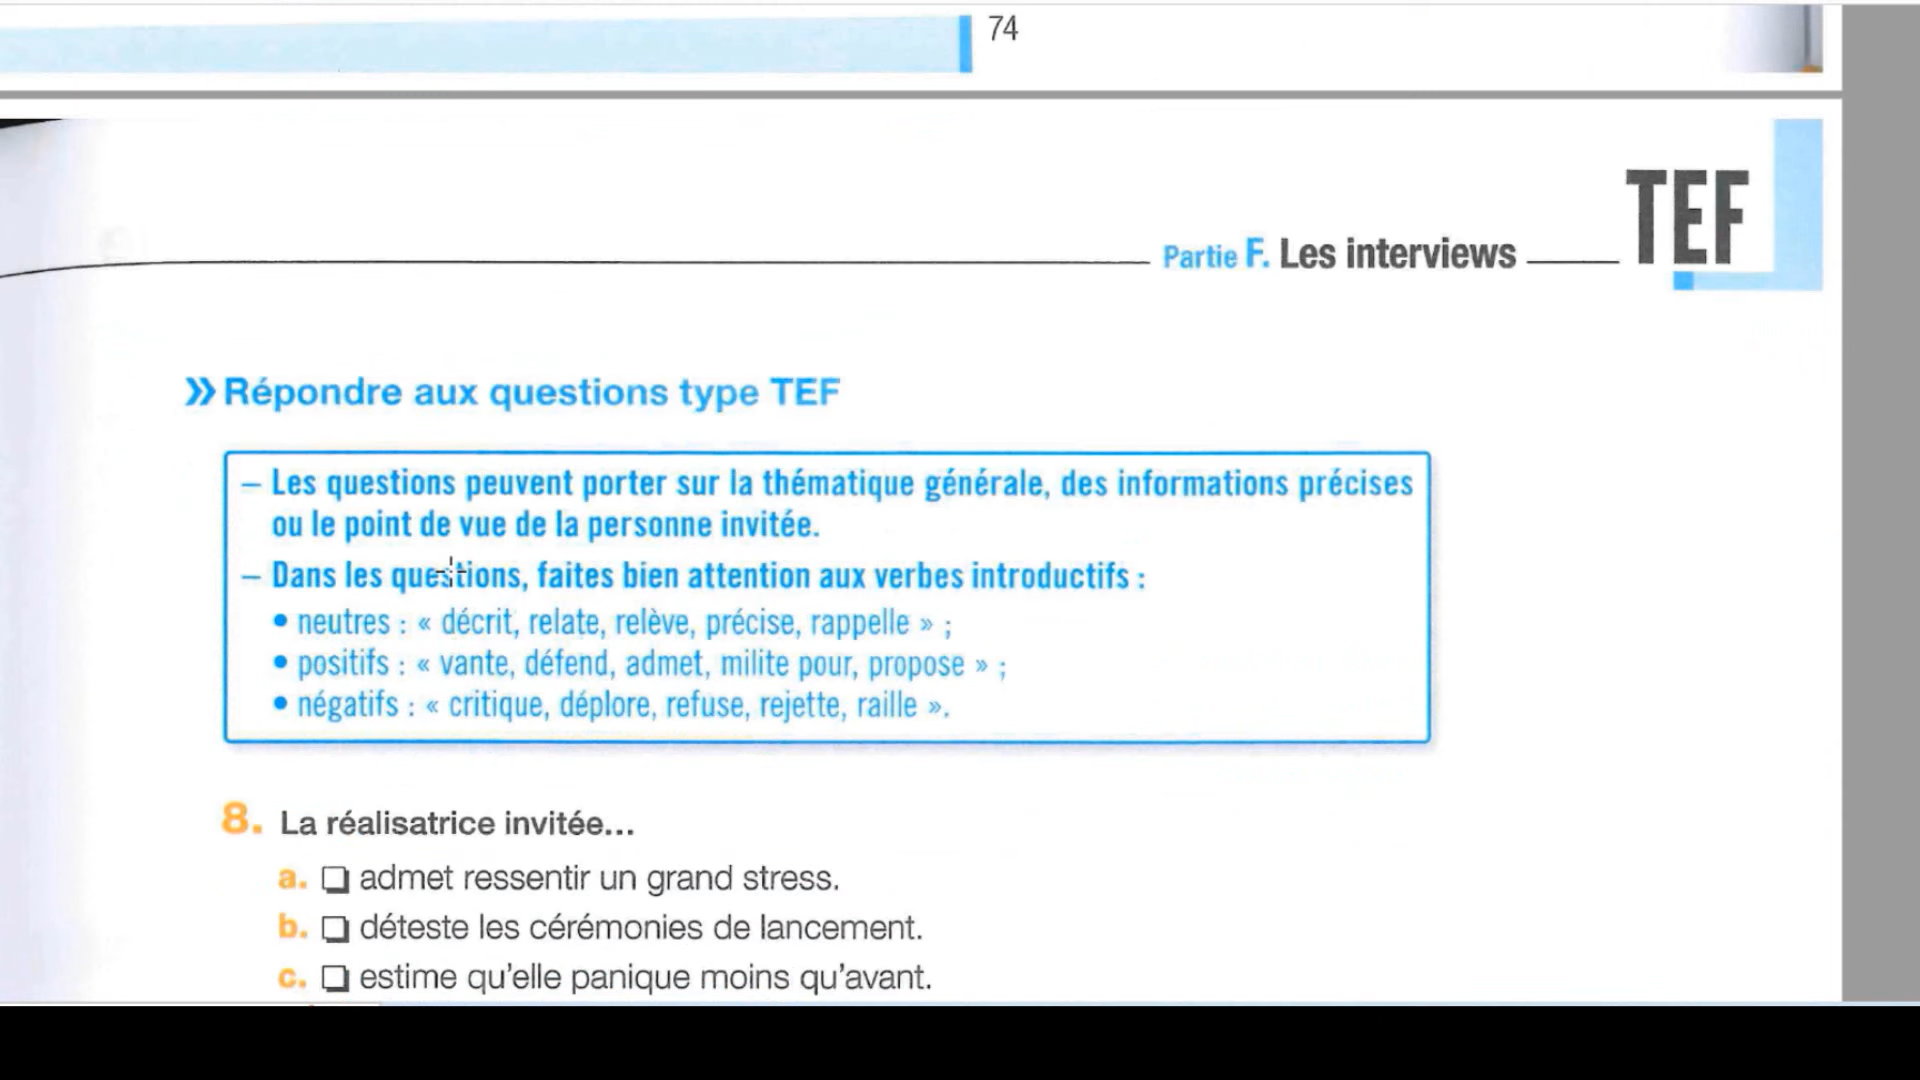 74
TEF
Partie F. Les interviews
» Répondre aux questions type TEF
– Les questions peuvent porter sur la thématique générale, des informations précises
ou le point de vue de la personne invitée.
– Dans les questions, faites bien attention aux verbes introductifs :
• neutres : « décrit, relate, relève, précise, rappelle » ;
• positifs : « vante, défend, admet, milite pour, propose » ;
• négatifs : « critique, déplore, refuse, rejette, raille ».
8. La réalisatrice invitée...
a. ❏ admet ressentir un grand stress.
b. ❏ déteste les cérémonies de lancement.
c. ❏ estime qu'elle panique moins qu'avant.